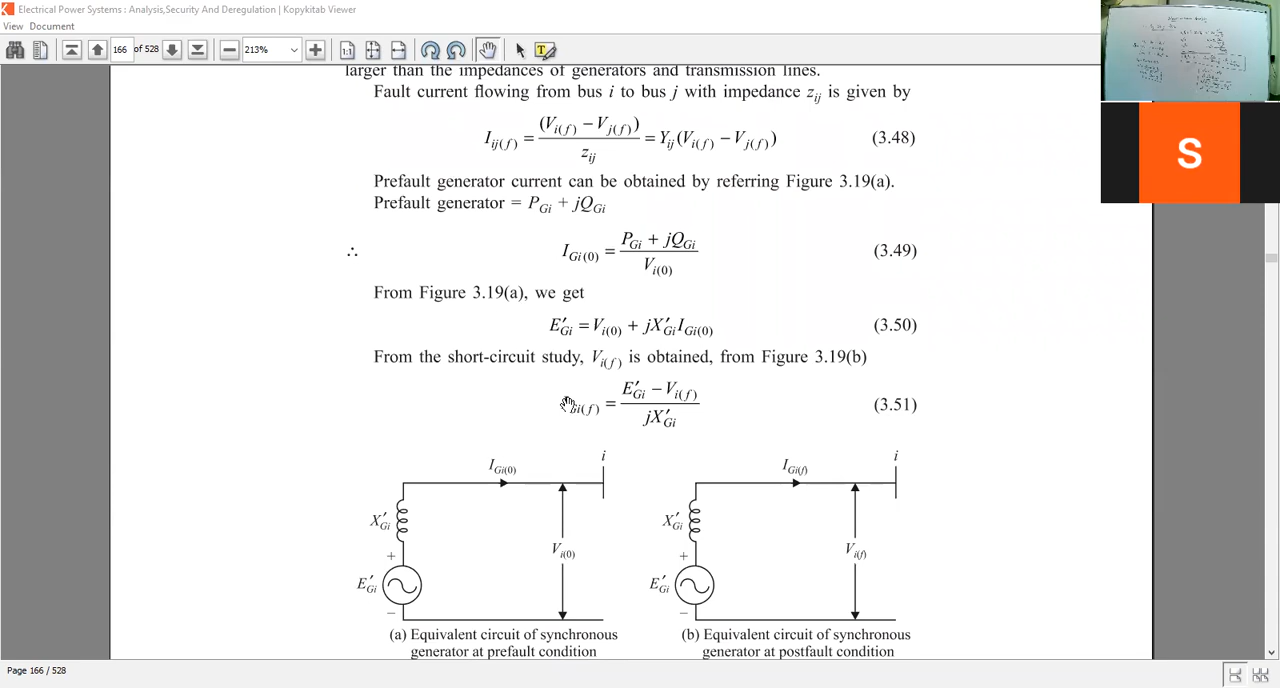 Electrical Power Systems : Analysis,Security And Deregulation | Kopykitab Viewer
View Document
166 of 528
213%
1:1
T
larger than the impedances of generators and transmission lines.
Fault current flowing from bus i to bus j with impedance z_ij is given by
I_ij(f) = (V_i(f) − V_j(f)) / z_ij = Y_ij (V_i(f) − V_j(f)) (3.48)
Prefault generator current can be obtained by referring Figure 3.19(a).
Prefault generator = P_Gi + jQ_Gi
∴ I_Gi(0) = (P_Gi + jQ_Gi) / V_i(0) (3.49)
From Figure 3.19(a), we get
E′_Gi = V_i(0) + jX′_Gi I_Gi(0) (3.50)
From the short-circuit study, V_i(f) is obtained, from Figure 3.19(b)
Gi(f) = (E′_Gi − V_i(f)) / jX′_Gi (3.51)
I_Gi(0) i
X′_Gi
+
V_i(0)
E′_Gi
−
(a) Equivalent circuit of synchronous
generator at prefault condition
I_Gi(f) i
X′_Gi
+
V_i(f)
E′_Gi
−
(b) Equivalent circuit of synchronous
generator at postfault condition
S
Page 166 / 528